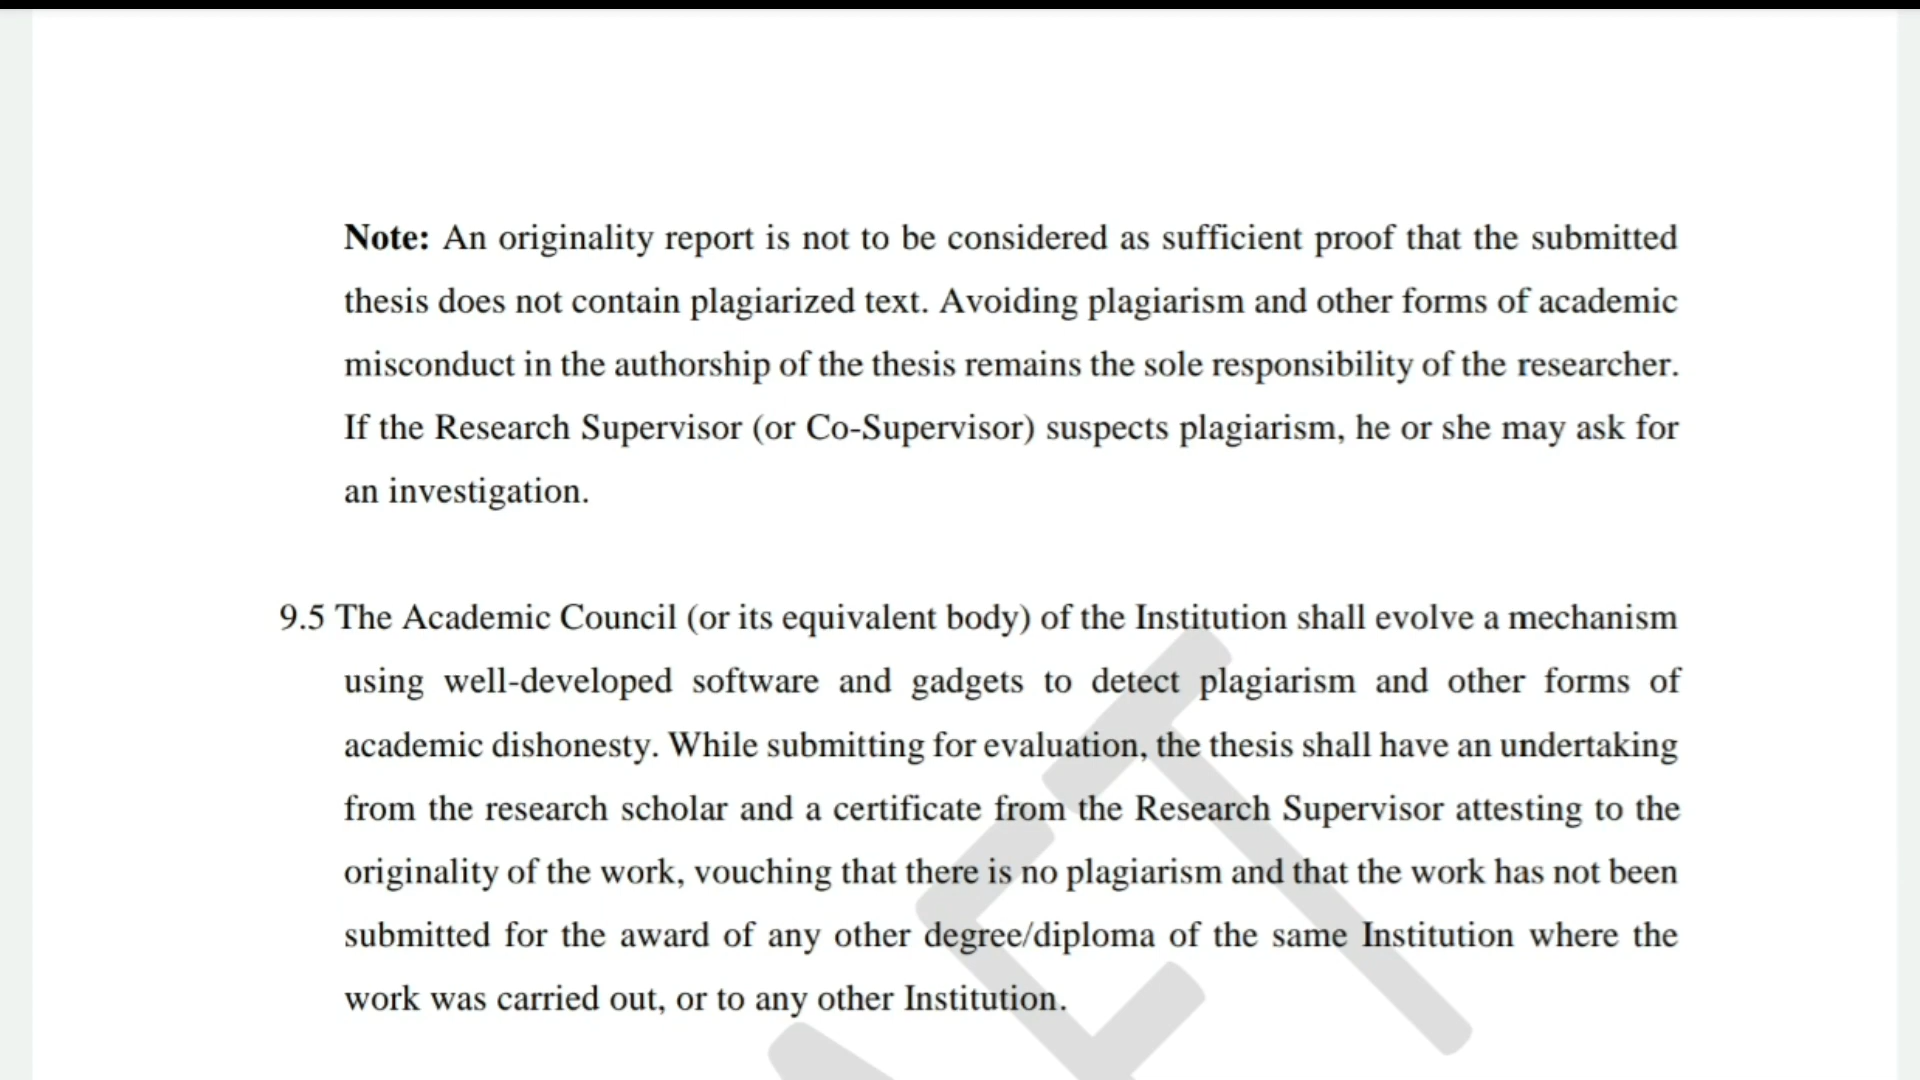 Note: An originality report is not to be considered as sufficient proof that the submitted
thesis does not contain plagiarized text. Avoiding plagiarism and other forms of academic
misconduct in the authorship of the thesis remains the sole responsibility of the researcher.
If the Research Supervisor (or Co-Supervisor) suspects plagiarism, he or she may ask for
an investigation.
9.5 The Academic Council (or its equivalent body) of the Institution shall evolve a mechanism
using well-developed software and gadgets to detect plagiarism and other forms of
academic dishonesty. While submitting for evaluation, the thesis shall have an undertaking
from the research scholar and a certificate from the Research Supervisor attesting to the
originality of the work, vouching that there is no plagiarism and that the work has not been
submitted for the award of any other degree/diploma of the same Institution where the
work was carried out, or to any other Institution.